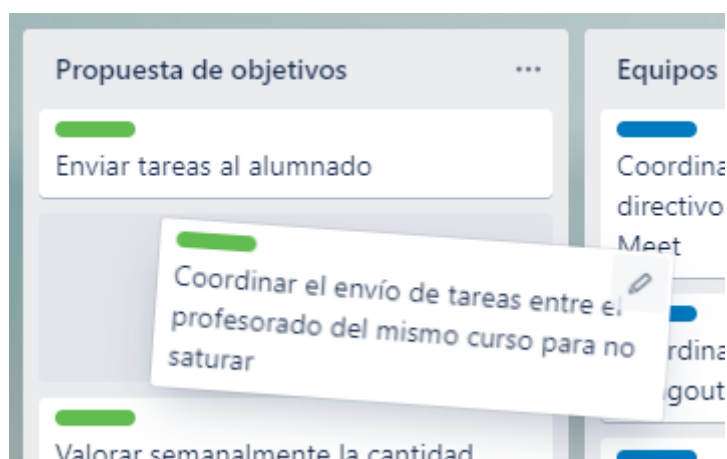 Propuesta de objetivos
Enviar tareas al alumnado
Coordinar el envío de tareas entre el
profesorado del mismo curso para no
saturar
Valorar semanalmente la cantidad
Equipos
Coordina
directivo
Meet
rdina
gout